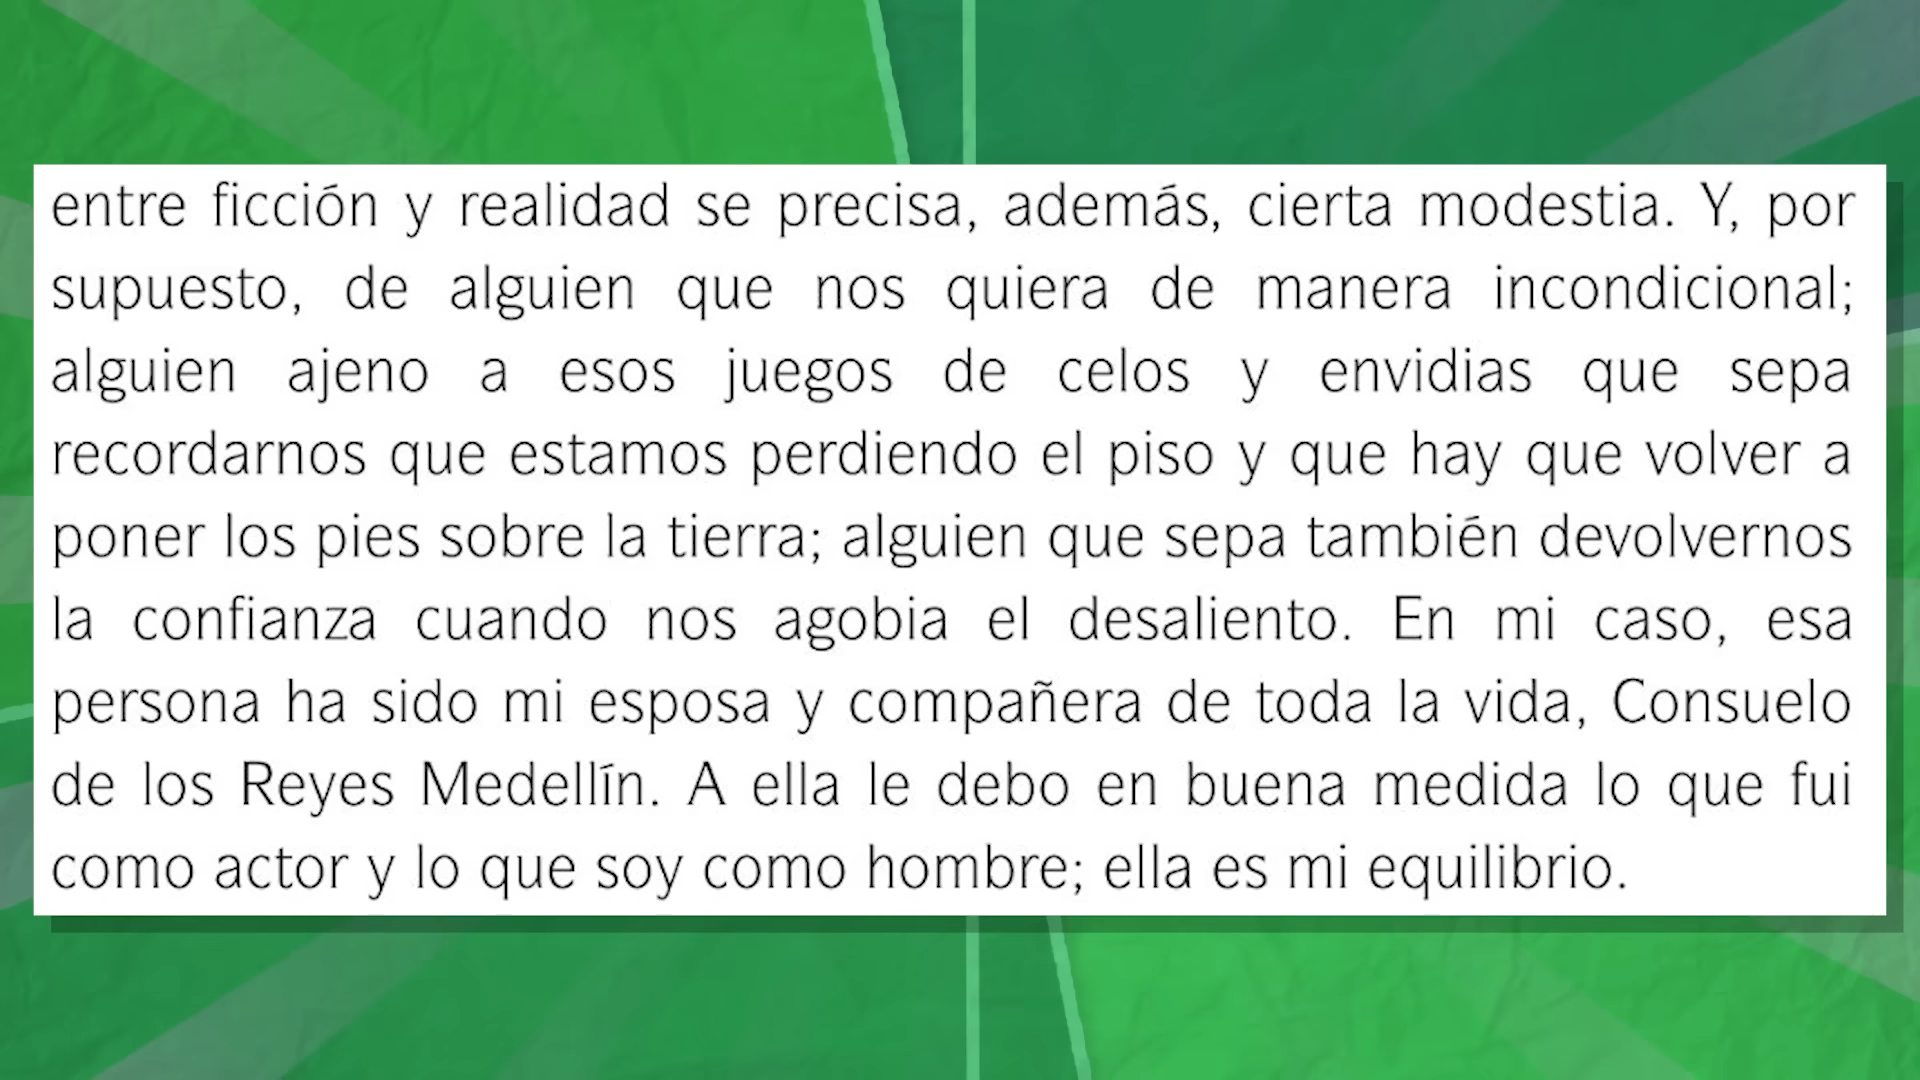 entre ficción y realidad se precisa, además, cierta modestia. Y, por
supuesto, de alguien que nos quiera de manera incondicional;
alguien ajeno a esos juegos de celos y envidias que sepa
recordarnos que estamos perdiendo el piso y que hay que volver a
poner los pies sobre la tierra; alguien que sepa también devolvernos
la confianza cuando nos agobia el desaliento. En mi caso, esa
persona ha sido mi esposa y compañera de toda la vida, Consuelo
de los Reyes Medellín. A ella le debo en buena medida lo que fui
como actor y lo que soy como hombre; ella es mi equilibrio.